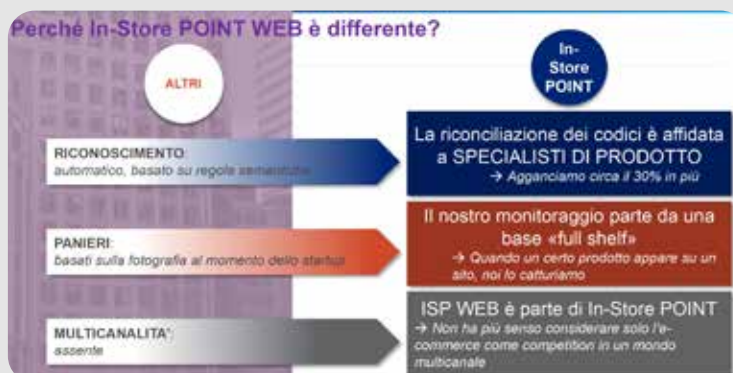 Perché In-Store POINT WEB è differente?
ALTRI
In-
Store
POINT
RICONOSCIMENTO:
automatico, basato su regole semantiche
La riconciliazione dei codici è affidata
a SPECIALISTI DI PRODOTTO
→ Agganciamo circa il 30% in più
PANIERI:
basati sulla fotografia al momento dello startup
Il nostro monitoraggio parte da una
base «full shelf»
→ Quando un certo prodotto appare su un
sito, noi lo catturiamo
MULTICANALITA':
assente
ISP WEB è parte di In-Store POINT
→ Non ha più senso considerare solo l'e-
commerce come competition in un mondo
multicanale